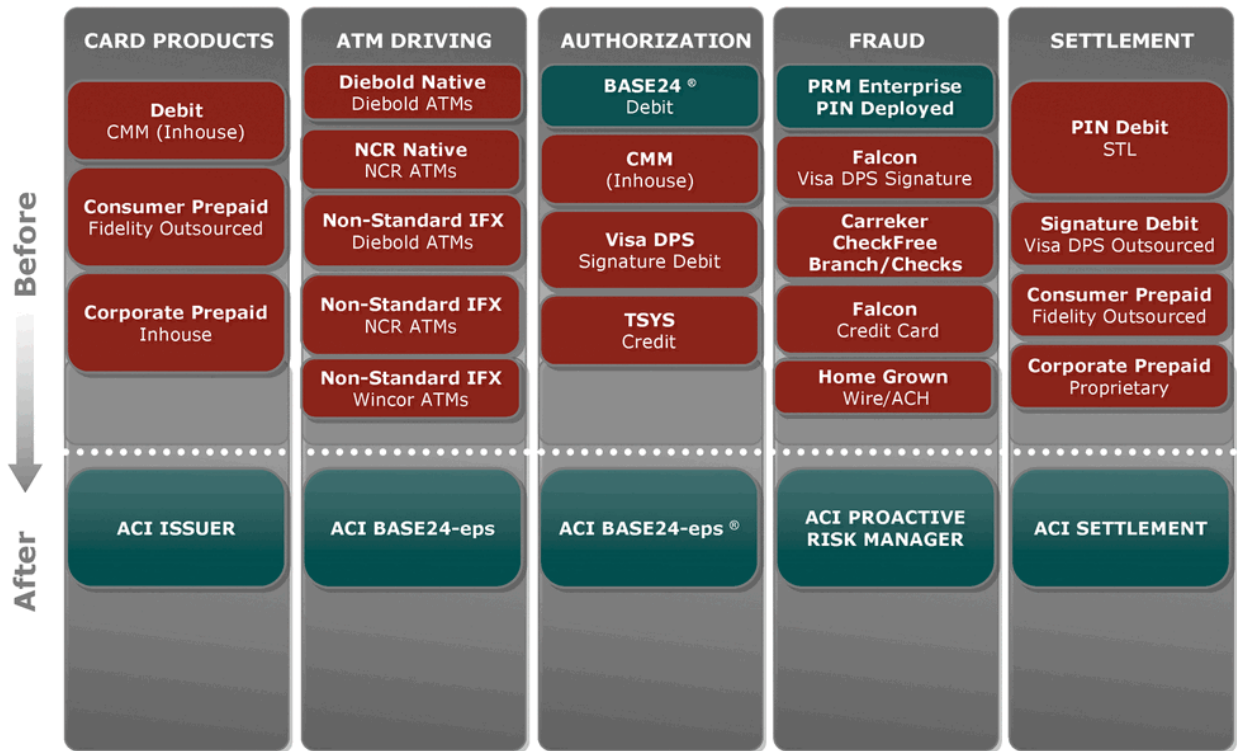 CARD PRODUCTS
Debit
CMM (Inhouse)
Consumer Prepaid
Fidelity Outsourced
Corporate Prepaid
Inhouse
ACI ISSUER
ATM DRIVING
Diebold Native
Diebold ATMs
NCR Native
NCR ATMs
Non-Standard IFX
Diebold ATMs
Non-Standard IFX
NCR ATMs
Non-Standard IFX
Wincor ATMs
ACI BASE24-eps
AUTHORIZATION
BASE24 ®
Debit
CMM
(Inhouse)
Visa DPS
Signature Debit
TSYS
Credit
ACI BASE24-eps ®
FRAUD
PRM Enterprise
PIN Deployed
Falcon
Visa DPS Signature
Carreker
CheckFree
Branch/Checks
Falcon
Credit Card
Home Grown
Wire/ACH
ACI PROACTIVE
RISK MANAGER
SETTLEMENT
PIN Debit
STL
Signature Debit
Visa DPS Outsourced
Consumer Prepaid
Fidelity Outsourced
Corporate Prepaid
Proprietary
ACI SETTLEMENT
Before
After